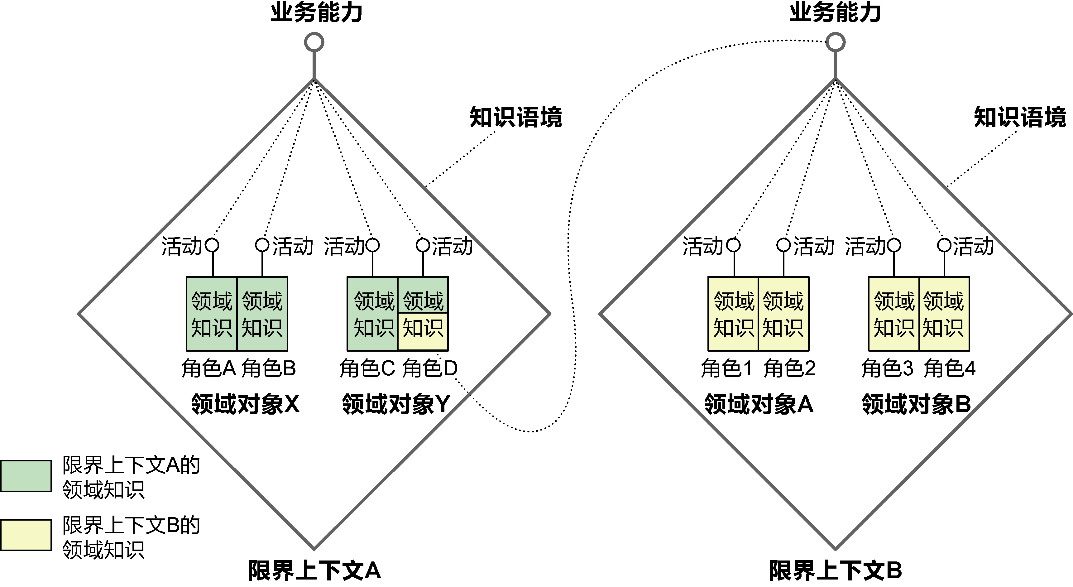 业务能力
业务能力
知识语境
知识语境
活动 活动 活动 活动
活动 活动 活动 活动
领域 领域 领域 领域
知识 知识 知识 知识
领域 领域 领域 领域
知识 知识 知识 知识
角色A 角色B 角色C 角色D
角色1 角色2 角色3 角色4
领域对象X 领域对象Y
领域对象A 领域对象B
限界上下文A的
领域知识
限界上下文B的
领域知识
限界上下文A
限界上下文B